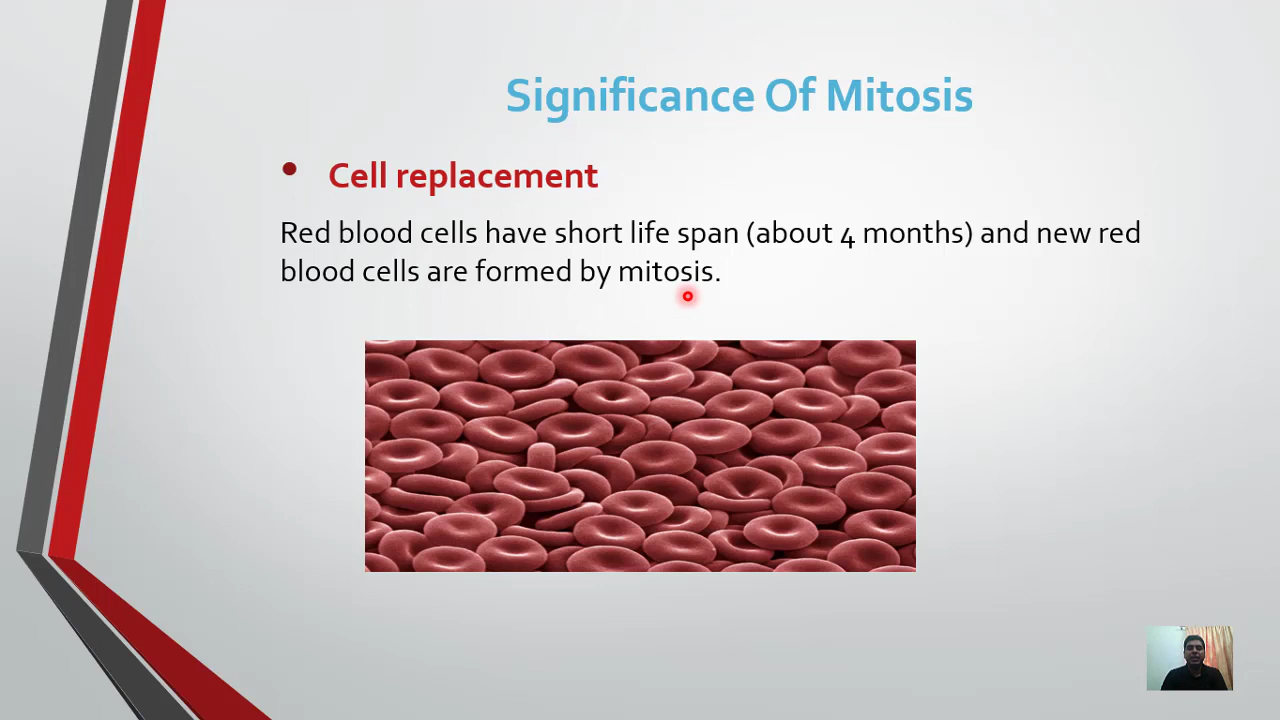 Significance Of Mitosis
• Cell replacement
Red blood cells have short life span (about 4 months) and new red
blood cells are formed by mitosis.